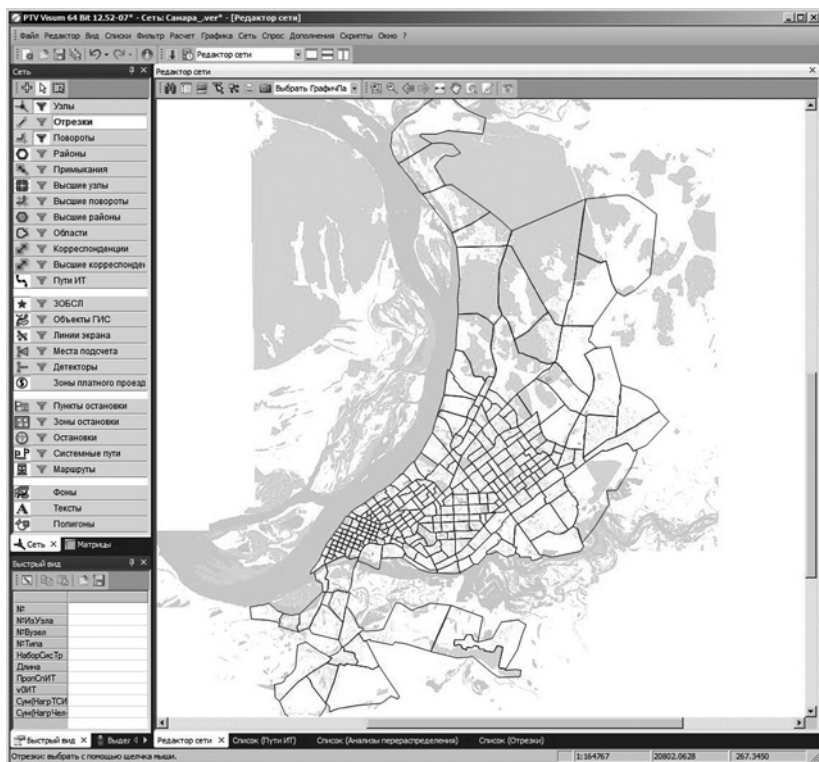 PTV Visum 64 Bit 12.52-07* - Сеть: Самара_.ver* - [Редактор сети]
Файл Редактор Вид Списки Фильтр Расчет Графика Сеть Спрос Дополнения Скрипты Окно ?
Редактор сети
Сеть
Редактор сети
Выбрать ГрафичПа
Узлы
Отрезки
Повороты
Районы
Примыкания
Высшие узлы
Высшие повороты
Высшие районы
Области
Корреспонденции
Высшие корреспонден
Пути ИТ
ЗОБСЛ
Объекты ГИС
Линии экрана
Места подсчета
Детекторы
Зоны платного проезд
Пункты остановки
Зоны остановки
Остановки
Системные пути
Маршруты
Фоны
Тексты
Полигоны
Сеть
Матрицы
Быстрый вид
№
№ИзУзла
№Вузел
№Типа
НаборСисТр
Длина
ПропСпИТ
v0ИТ
Сум(НагрТСИ
Сум(НагрЧел-
Быстрый вид
Выдег
Редактор сети
Список (Пути ИТ)
Список (Анализы перераспределения)
Список (Отрезки)
Отрезки: выбрать с помощью щелчка мыши.
1:164767
20802.0628
267.3450